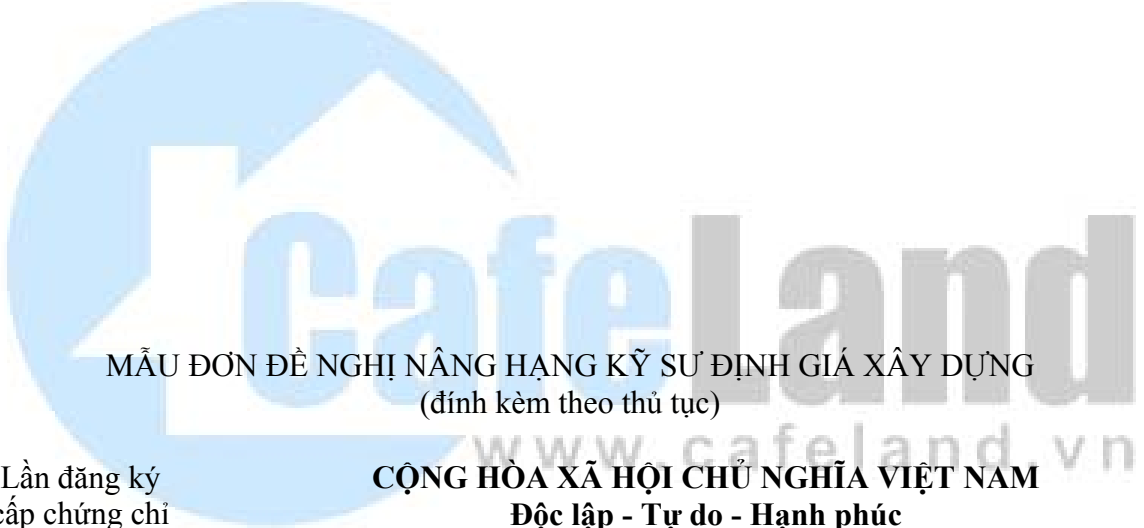 CafeLand
MẪU ĐƠN ĐỀ NGHỊ NÂNG HẠNG KỸ SƯ ĐỊNH GIÁ XÂY DỰNG
(đính kèm theo thủ tục)
www.cafeland.vn
Lần đăng ký
cấp chứng chỉ
CỘNG HÒA XÃ HỘI CHỦ NGHĨA VIỆT NAM
Độc lập - Tự do - Hạnh phúc